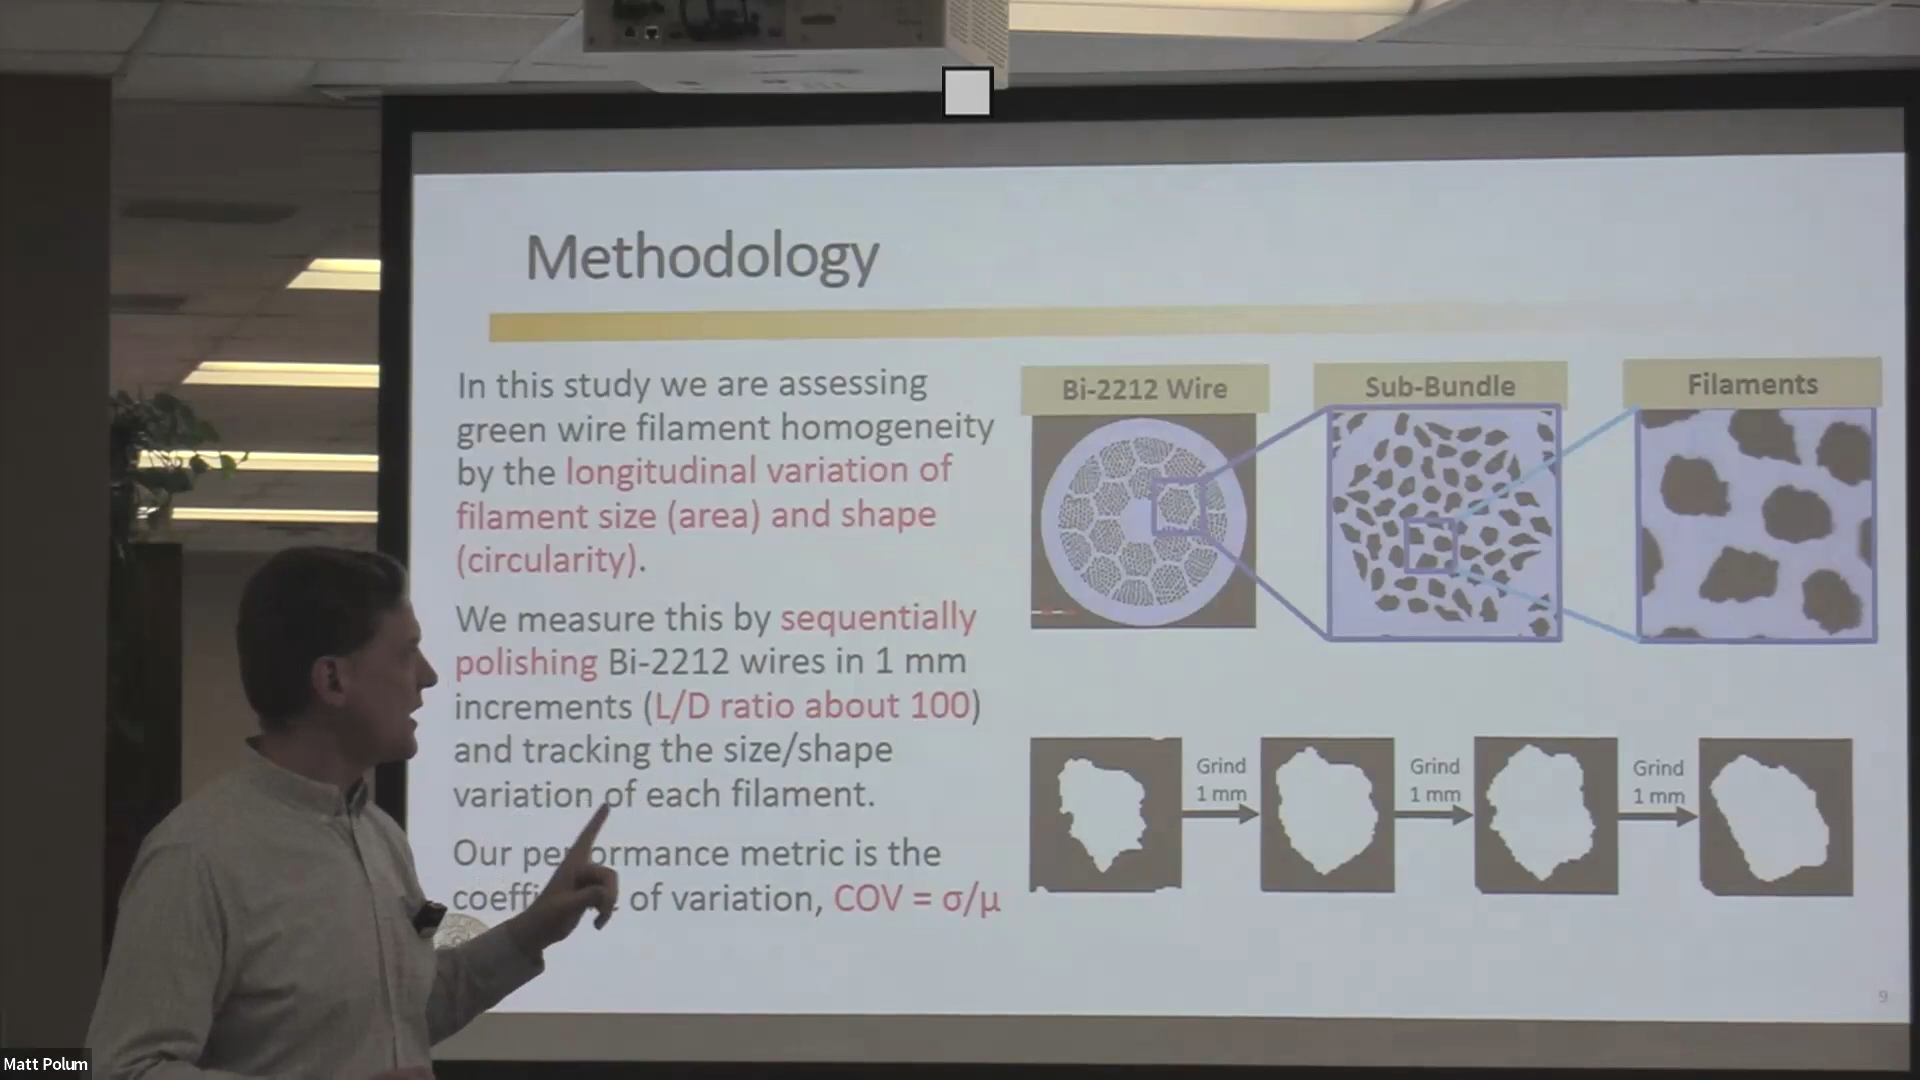 Methodology
In this study we are assessing
green wire filament homogeneity
by the longitudinal variation of
filament size (area) and shape
(circularity).
We measure this by sequentially
polishing Bi-2212 wires in 1 mm
increments (L/D ratio about 100)
and tracking the size/shape
variation of each filament.
Our performance metric is the
of variation, COV = σ/μ
Bi-2212 Wire
Sub-Bundle
Filaments
Grind
1 mm
Grind
1 mm
Grind
1 mm
9
Matt Polum